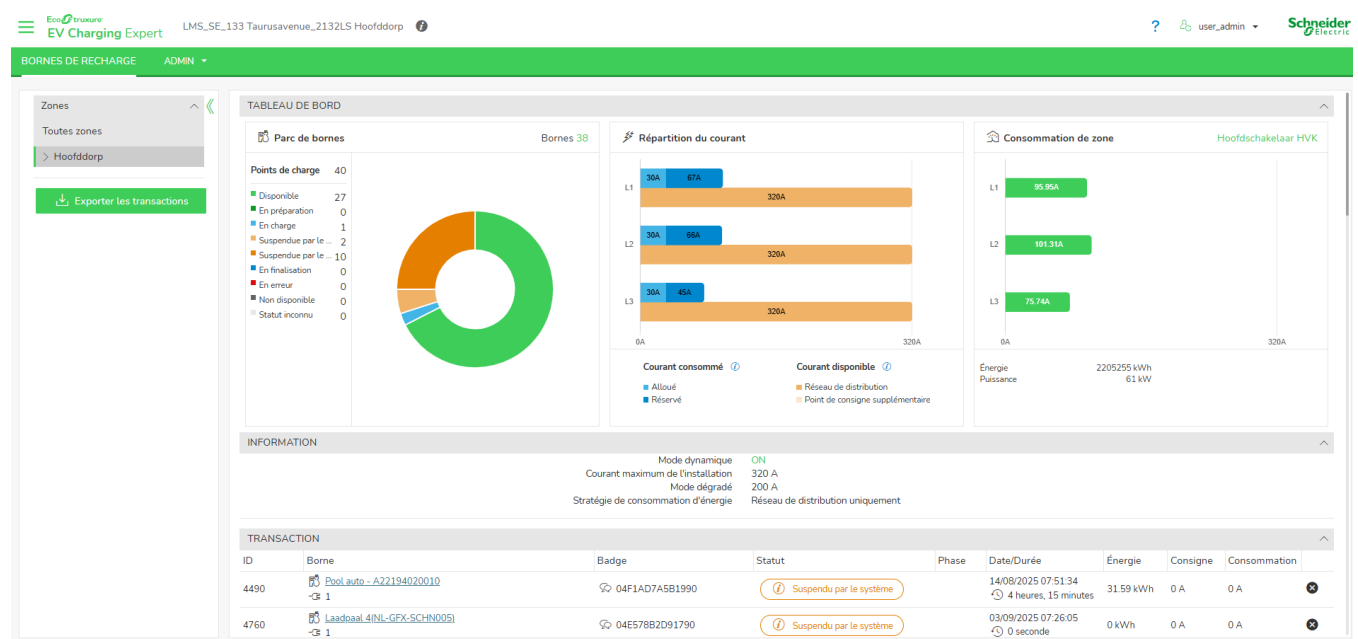 EcoStruxure
EV Charging Expert
LMS_SE_133 Taurusavenue_2132LS Hoofddorp
?
user_admin
Schneider
Electric
BORNES DE RECHARGE
ADMIN
Zones
Toutes zones
Hoofddorp
Exporter les transactions
TABLEAU DE BORD
Parc de bornes
Bornes 38
Points de charge 40
Disponible 27
En préparation 0
En charge 1
Suspendue par le ... 2
Suspendue par le ... 10
En finalisation 0
En erreur 0
Non disponible 0
Statut inconnu 0
Répartition du courant
L1
30A 67A
320A
L2
30A 66A
320A
L3
30A 45A
320A
0A 320A
Courant consommé
Alloué
Réservé
Courant disponible
Réseau de distribution
Point de consigne supplémentaire
Consommation de zone
Hoofdschakelaar HVK
L1 95.95A
L2 101.31A
L3 75.74A
0A 320A
Énergie 2205255 kWh
Puissance 61 kW
INFORMATION
Mode dynamique ON
Courant maximum de l'installation 320 A
Mode dégradé 200 A
Stratégie de consommation d'énergie Réseau de distribution uniquement
TRANSACTION
ID Borne Badge Statut Phase Date/Durée Énergie Consigne Consommation
4490 Pool auto - A22194020010 04F1AD7A5B1990 Suspendu par le système 14/08/2025 07:51:34 31.59 kWh 0 A 0 A
1 4 heures, 15 minutes
4760 Laadpaal 4(NL-GFX-SCHN005) 04E578B2D91790 Suspendu par le système 03/09/2025 07:26:05 0 kWh 0 A 0 A
1 0 seconde